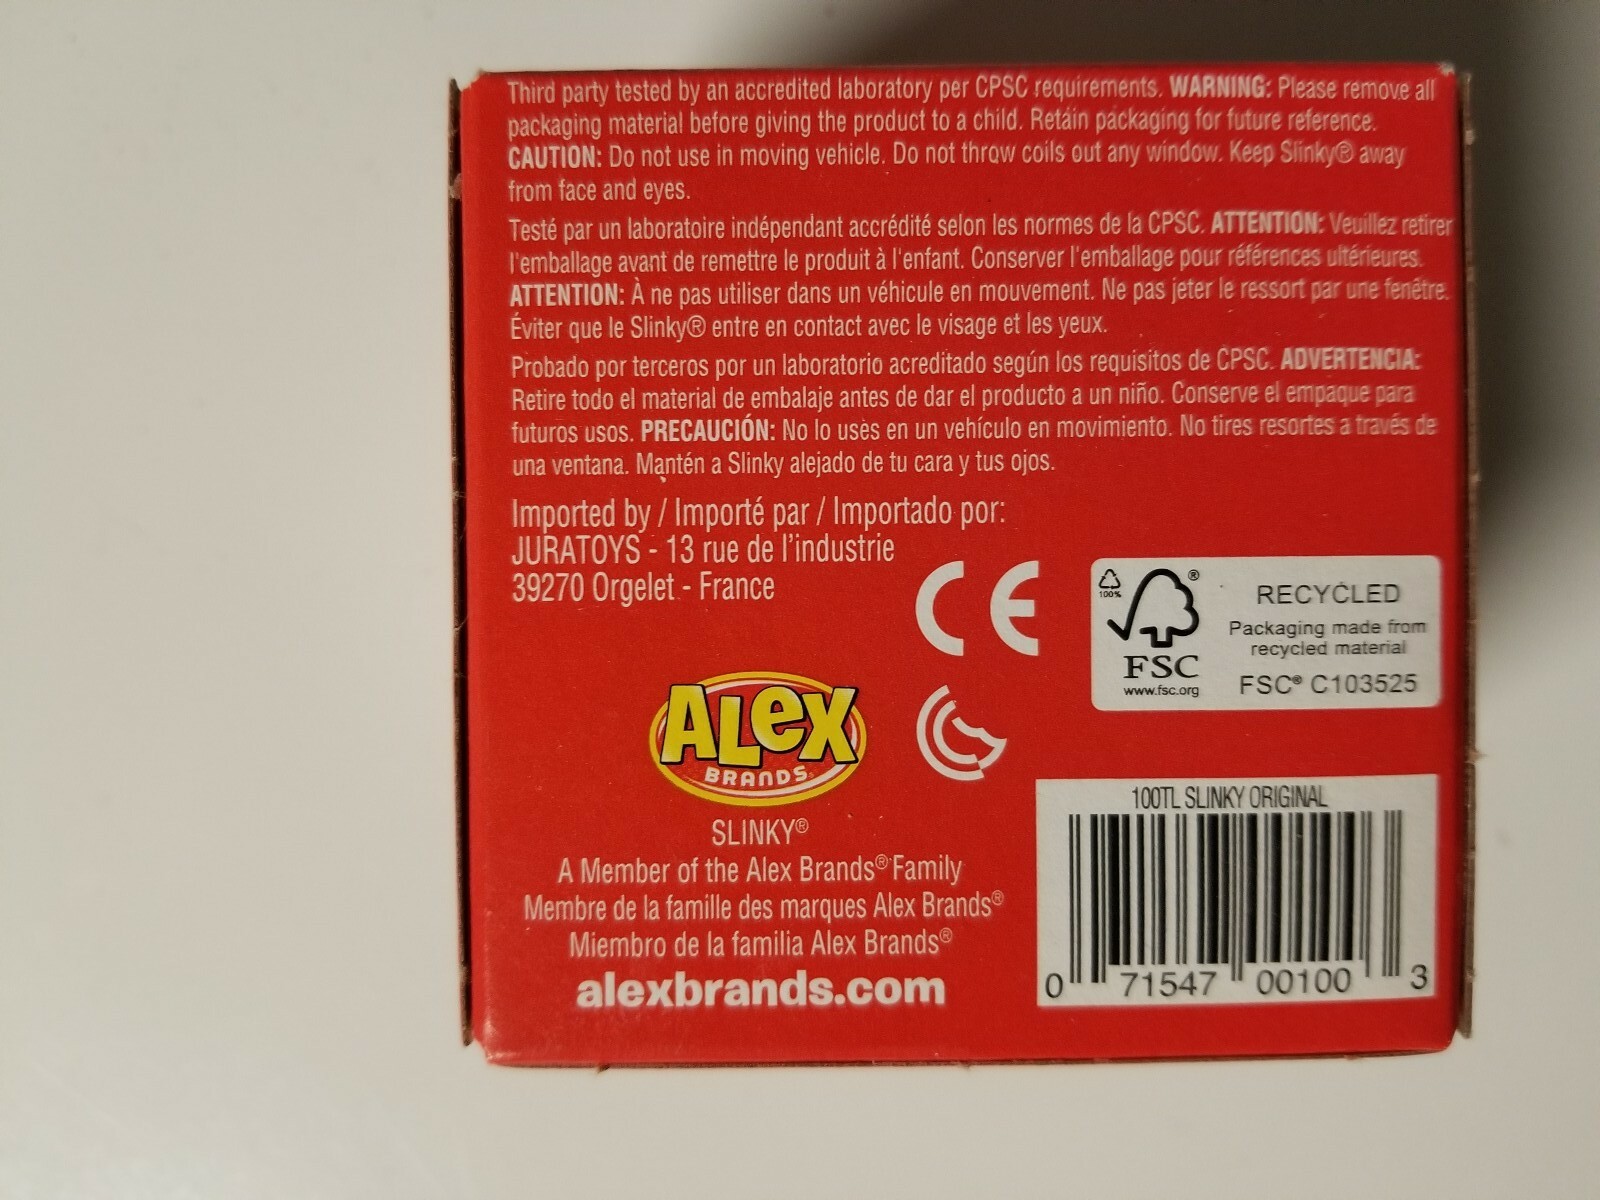 Third party tested by an accredited laboratory per CPSC requirements. WARNING: Please remove all
packaging material before giving the product to a child. Retain packaging for future reference.
CAUTION: Do not use in moving vehicle. Do not throw coils out any window. Keep Slinky® away
from face and eyes.
Testé par un laboratoire indépendant accrédité selon les normes de la CPSC. ATTENTION: Veuillez retirer
l'emballage avant de remettre le produit à l'enfant. Conserver l'emballage pour références ultérieures.
ATTENTION: À ne pas utiliser dans un véhicule en mouvement. Ne pas jeter le ressort par une fenêtre.
Éviter que le Slinky® entre en contact avec le visage et les yeux.
Probado por terceros por un laboratorio acreditado según los requisitos de CPSC. ADVERTENCIA:
Retire todo el material de embalaje antes de dar el producto a un niño. Conserve el empaque para
futuros usos. PRECAUCIÓN: No lo uses en un vehículo en movimiento. No tires resortes a través de
una ventana. Mantén a Slinky alejado de tu cara y tus ojos.
Imported by / Importé par / Importado por:
JURATOYS - 13 rue de l'industrie
39270 Orgelet - France
CE
100%
®
FSC
www.fsc.org
RECYCLED
Packaging made from
recycled material
FSC® C103525
ALeX
BRANDS®
SLINKY®
A Member of the Alex Brands® Family
Membre de la famille des marques Alex Brands®
Miembro de la familia Alex Brands®
alexbrands.com
100TL SLINKY ORIGINAL
0 71547 00100 3